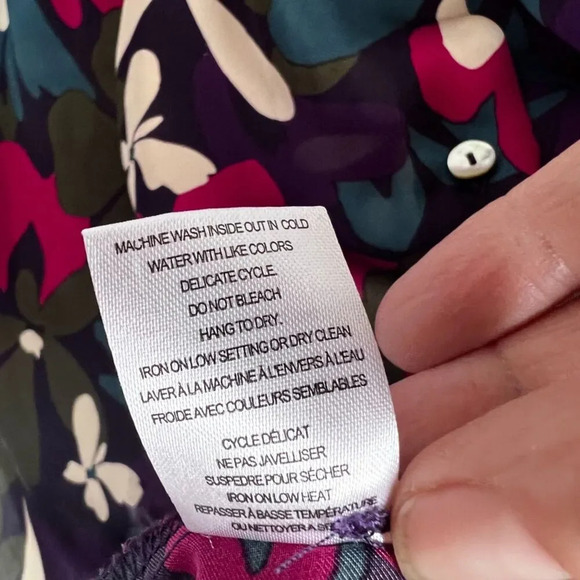 MACHINE WASH INSIDE OUT IN COLD
WATER WITH LIKE COLORS
DELICATE CYCLE.
DO NOT BLEACH
HANG TO DRY.
IRON ON LOW SETTING OR DRY CLEAN
LAVER À LA MACHINE À L'ENVERS À L'EAU
FROIDE AVEC COULEURS SEMBLABLES
CYCLE DÉLICAT
NE PAS JAVELLISER
SUSPEDRE POUR SÉCHER
IRON ON LOW HEAT
REPASSER À BASSE TEMPÉRATURE
OU NETTOYER À